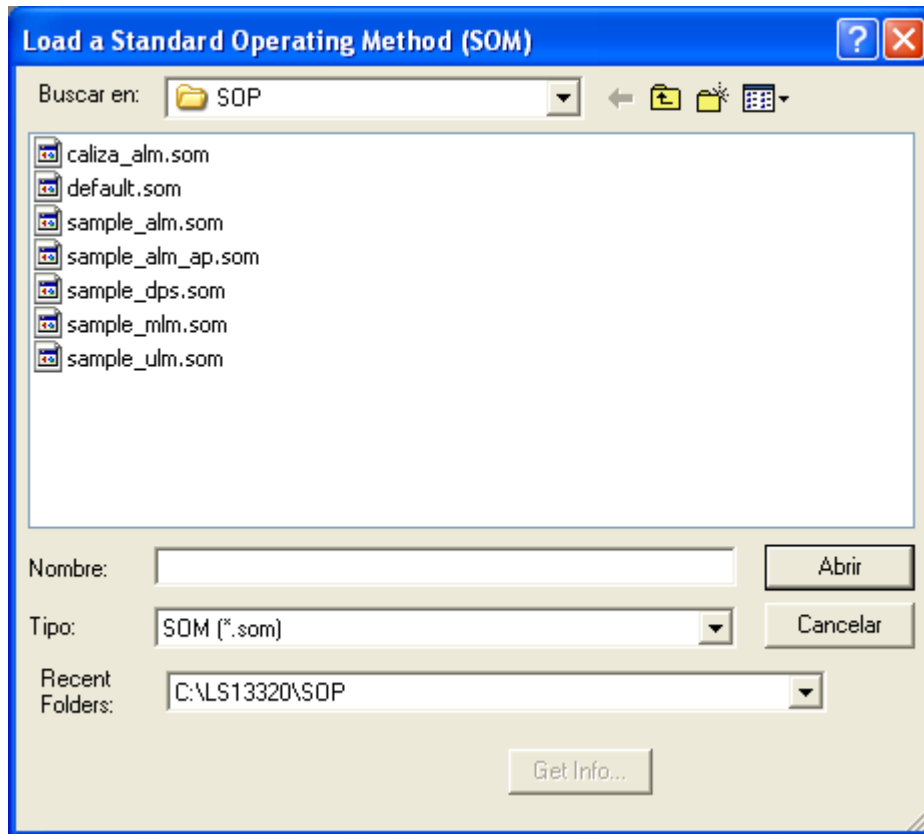 Load a Standard Operating Method (SOM)
Buscar en: SOP
caliza_alm.som
default.som
sample_alm.som
sample_alm_ap.som
sample_dps.som
sample_mlm.som
sample_ulm.som
Nombre: Abrir
Tipo: SOM (*.som) Cancelar
Recent
Folders: C:\LS13320\SOP
Get Info...